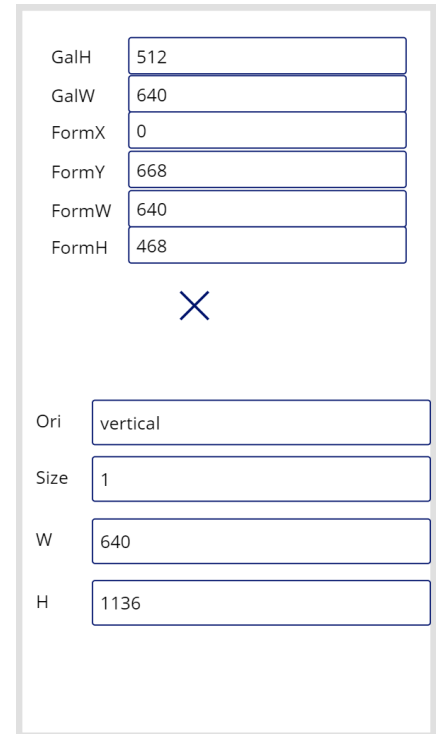 GalH 512
GalW 640
FormX 0
FormY 668
FormW 640
FormH 468
Ori vertical
Size 1
W 640
H 1136